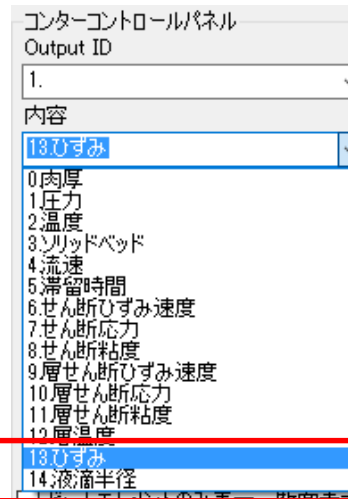 コンターコントロールパネル
Output ID
1.
内容
13.ひずみ
0.肉厚
1.圧力
2.温度
3.ソリッドベッド
4.流速
5.滞留時間
6.せん断ひずみ速度
7.せん断応力
8.せん断粘度
9.層せん断ひずみ速度
10.層せん断応力
11.層せん断粘度
12.層温度
13.ひずみ
14.液滴半径